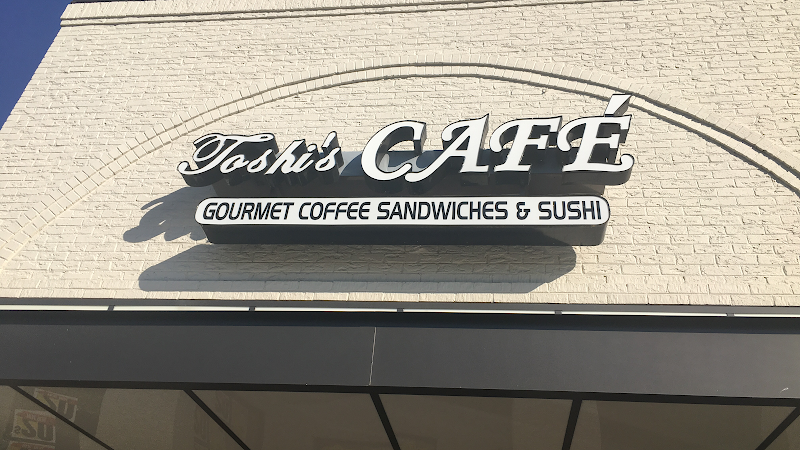 Toshi's CAFÉ
GOURMET COFFEE SANDWICHES & SUSHI